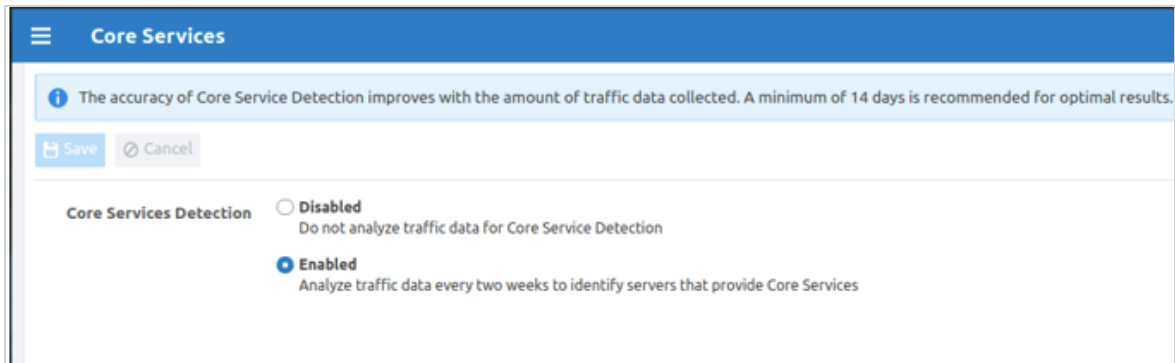 Core Services
The accuracy of Core Service Detection improves with the amount of traffic data collected. A minimum of 14 days is recommended for optimal results.
Save Cancel
Core Services Detection Disabled
Do not analyze traffic data for Core Service Detection
Enabled
Analyze traffic data every two weeks to identify servers that provide Core Services